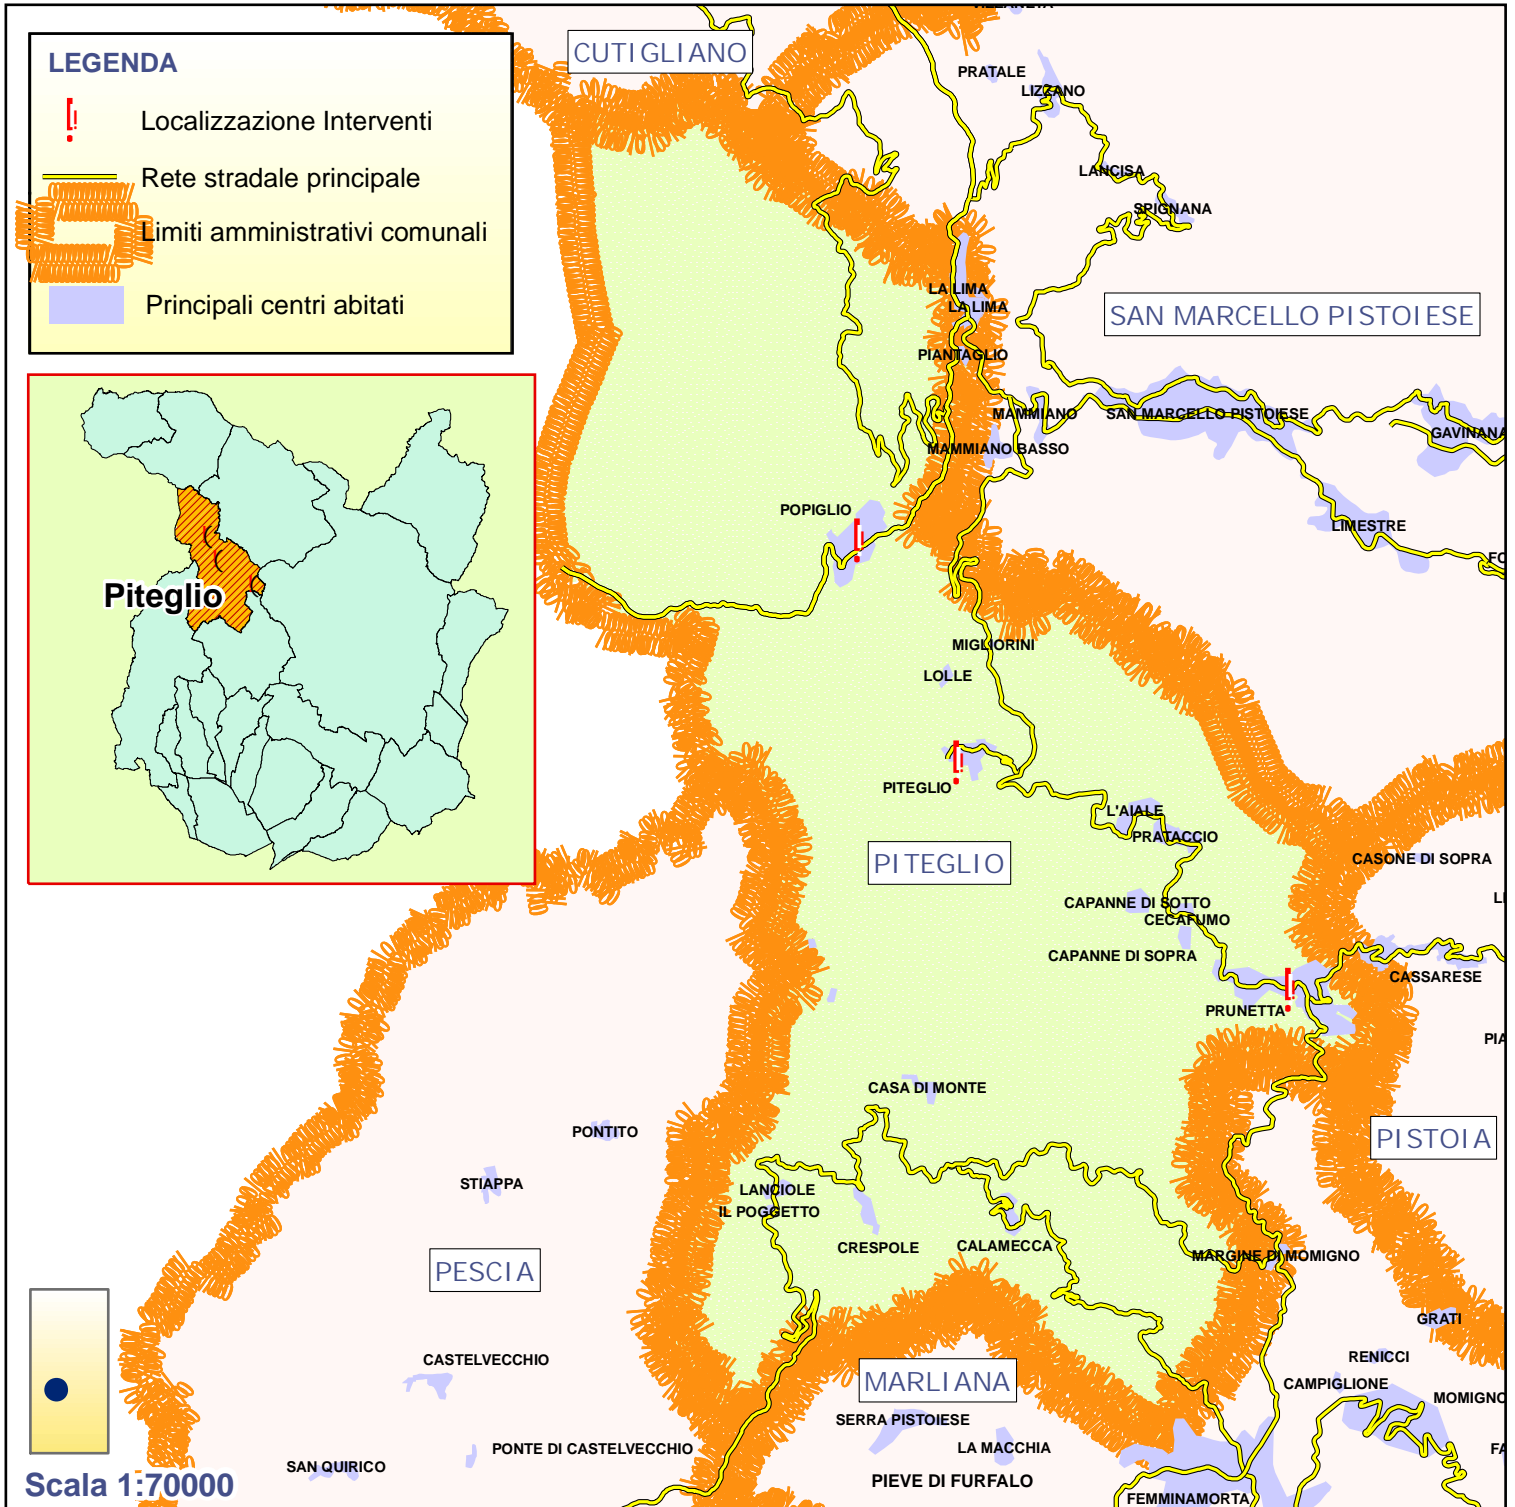 LEGENDA
Localizzazione Interventi
Rete stradale principale
Limiti amministrativi comunali
Principali centri abitati
Piteglio
CUTIGLIANO
PRATALE
LIZZANO
LANCISA
SPIGNANA
LA LIMA
LA LIMA
SAN MARCELLO PISTOIESE
PIANTAGLIO
MAMMIANO
SAN MARCELLO PISTOIESE
GAVINANA
MAMMIANO BASSO
POPIGLIO
LIMESTRE
FO
MIGLIORINI
LOLLE
PITEGLIO
L'AIALE
PRATACCIO
PITEGLIO
CASONE DI SOPRA
LI
CAPANNE DI SOTTO
CECAFUMO
CAPANNE DI SOPRA
CASSARESE
PRUNETTA
PIA
CASA DI MONTE
PONTITO
PISTOIA
STIAPPA
LANCIOLE
IL POGGETTO
CRESPOLE
CALAMECCA
MARGINE DI MOMIGNO
PESCIA
GRATI
RENICCI
CASTELVECCHIO
MARLIANA
CAMPIGLIONE
MOMIGNO
SERRA PISTOIESE
LA MACCHIA
PONTE DI CASTELVECCHIO
FA
SAN QUIRICO
PIEVE DI FURFALO
FEMMINAMORTA
Scala 1:70000